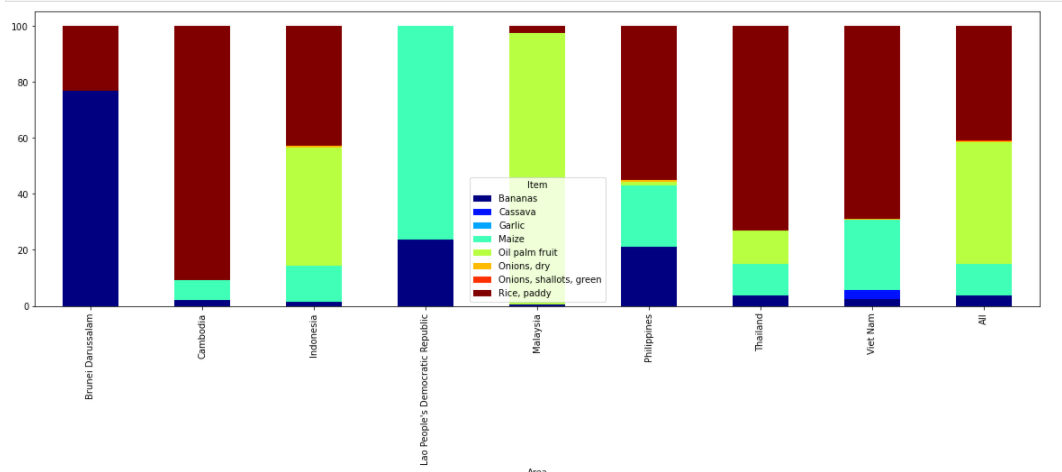 100
80
60
40
20
0
Item
Bananas
Cassava
Garlic
Maize
Oil palm fruit
Onions, dry
Onions, shallots, green
Rice, paddy
Brunei Darussalam
Cambodia
Indonesia
Lao People's Democratic Republic
Malaysia
Philippines
Thailand
Viet Nam
All
Area